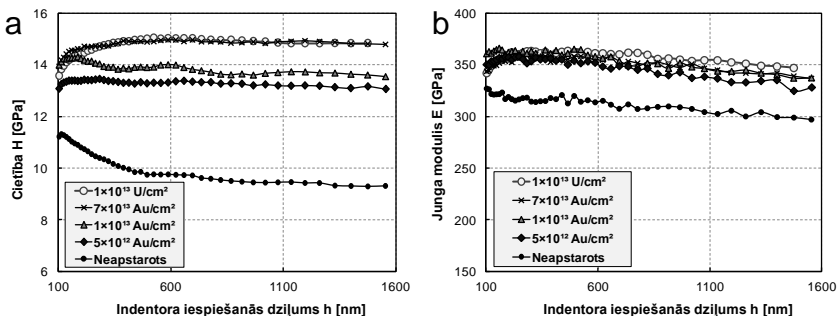 a
Cietība H [GPa]
16
14
12
10
8
6
1×10¹³ U/cm²
7×10¹³ Au/cm²
1×10¹³ Au/cm²
5×10¹² Au/cm²
Neapstarots
100
600
1100
1600
Indentora iespiešanās dziļums h [nm]
b
Junga modulis E [GPa]
400
350
300
250
200
150
1×10¹³ U/cm²
7×10¹³ Au/cm²
1×10¹³ Au/cm²
5×10¹² Au/cm²
Neapstarots
100
600
1100
1600
Indentora iespiešanās dziļums h [nm]